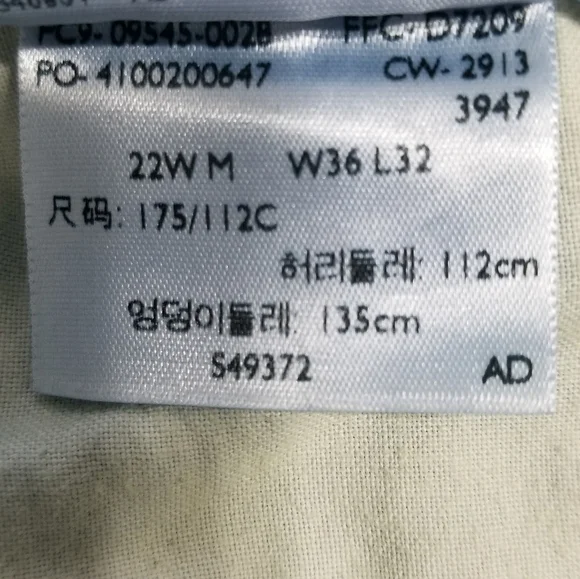 PC9- 09545-002B FFC- D7209
PO- 4100200647 CW- 2913
3947
22W M W36 L32
尺码: 175/112C
허리둘레: 112cm
엉덩이둘레: 135cm
S49372 AD